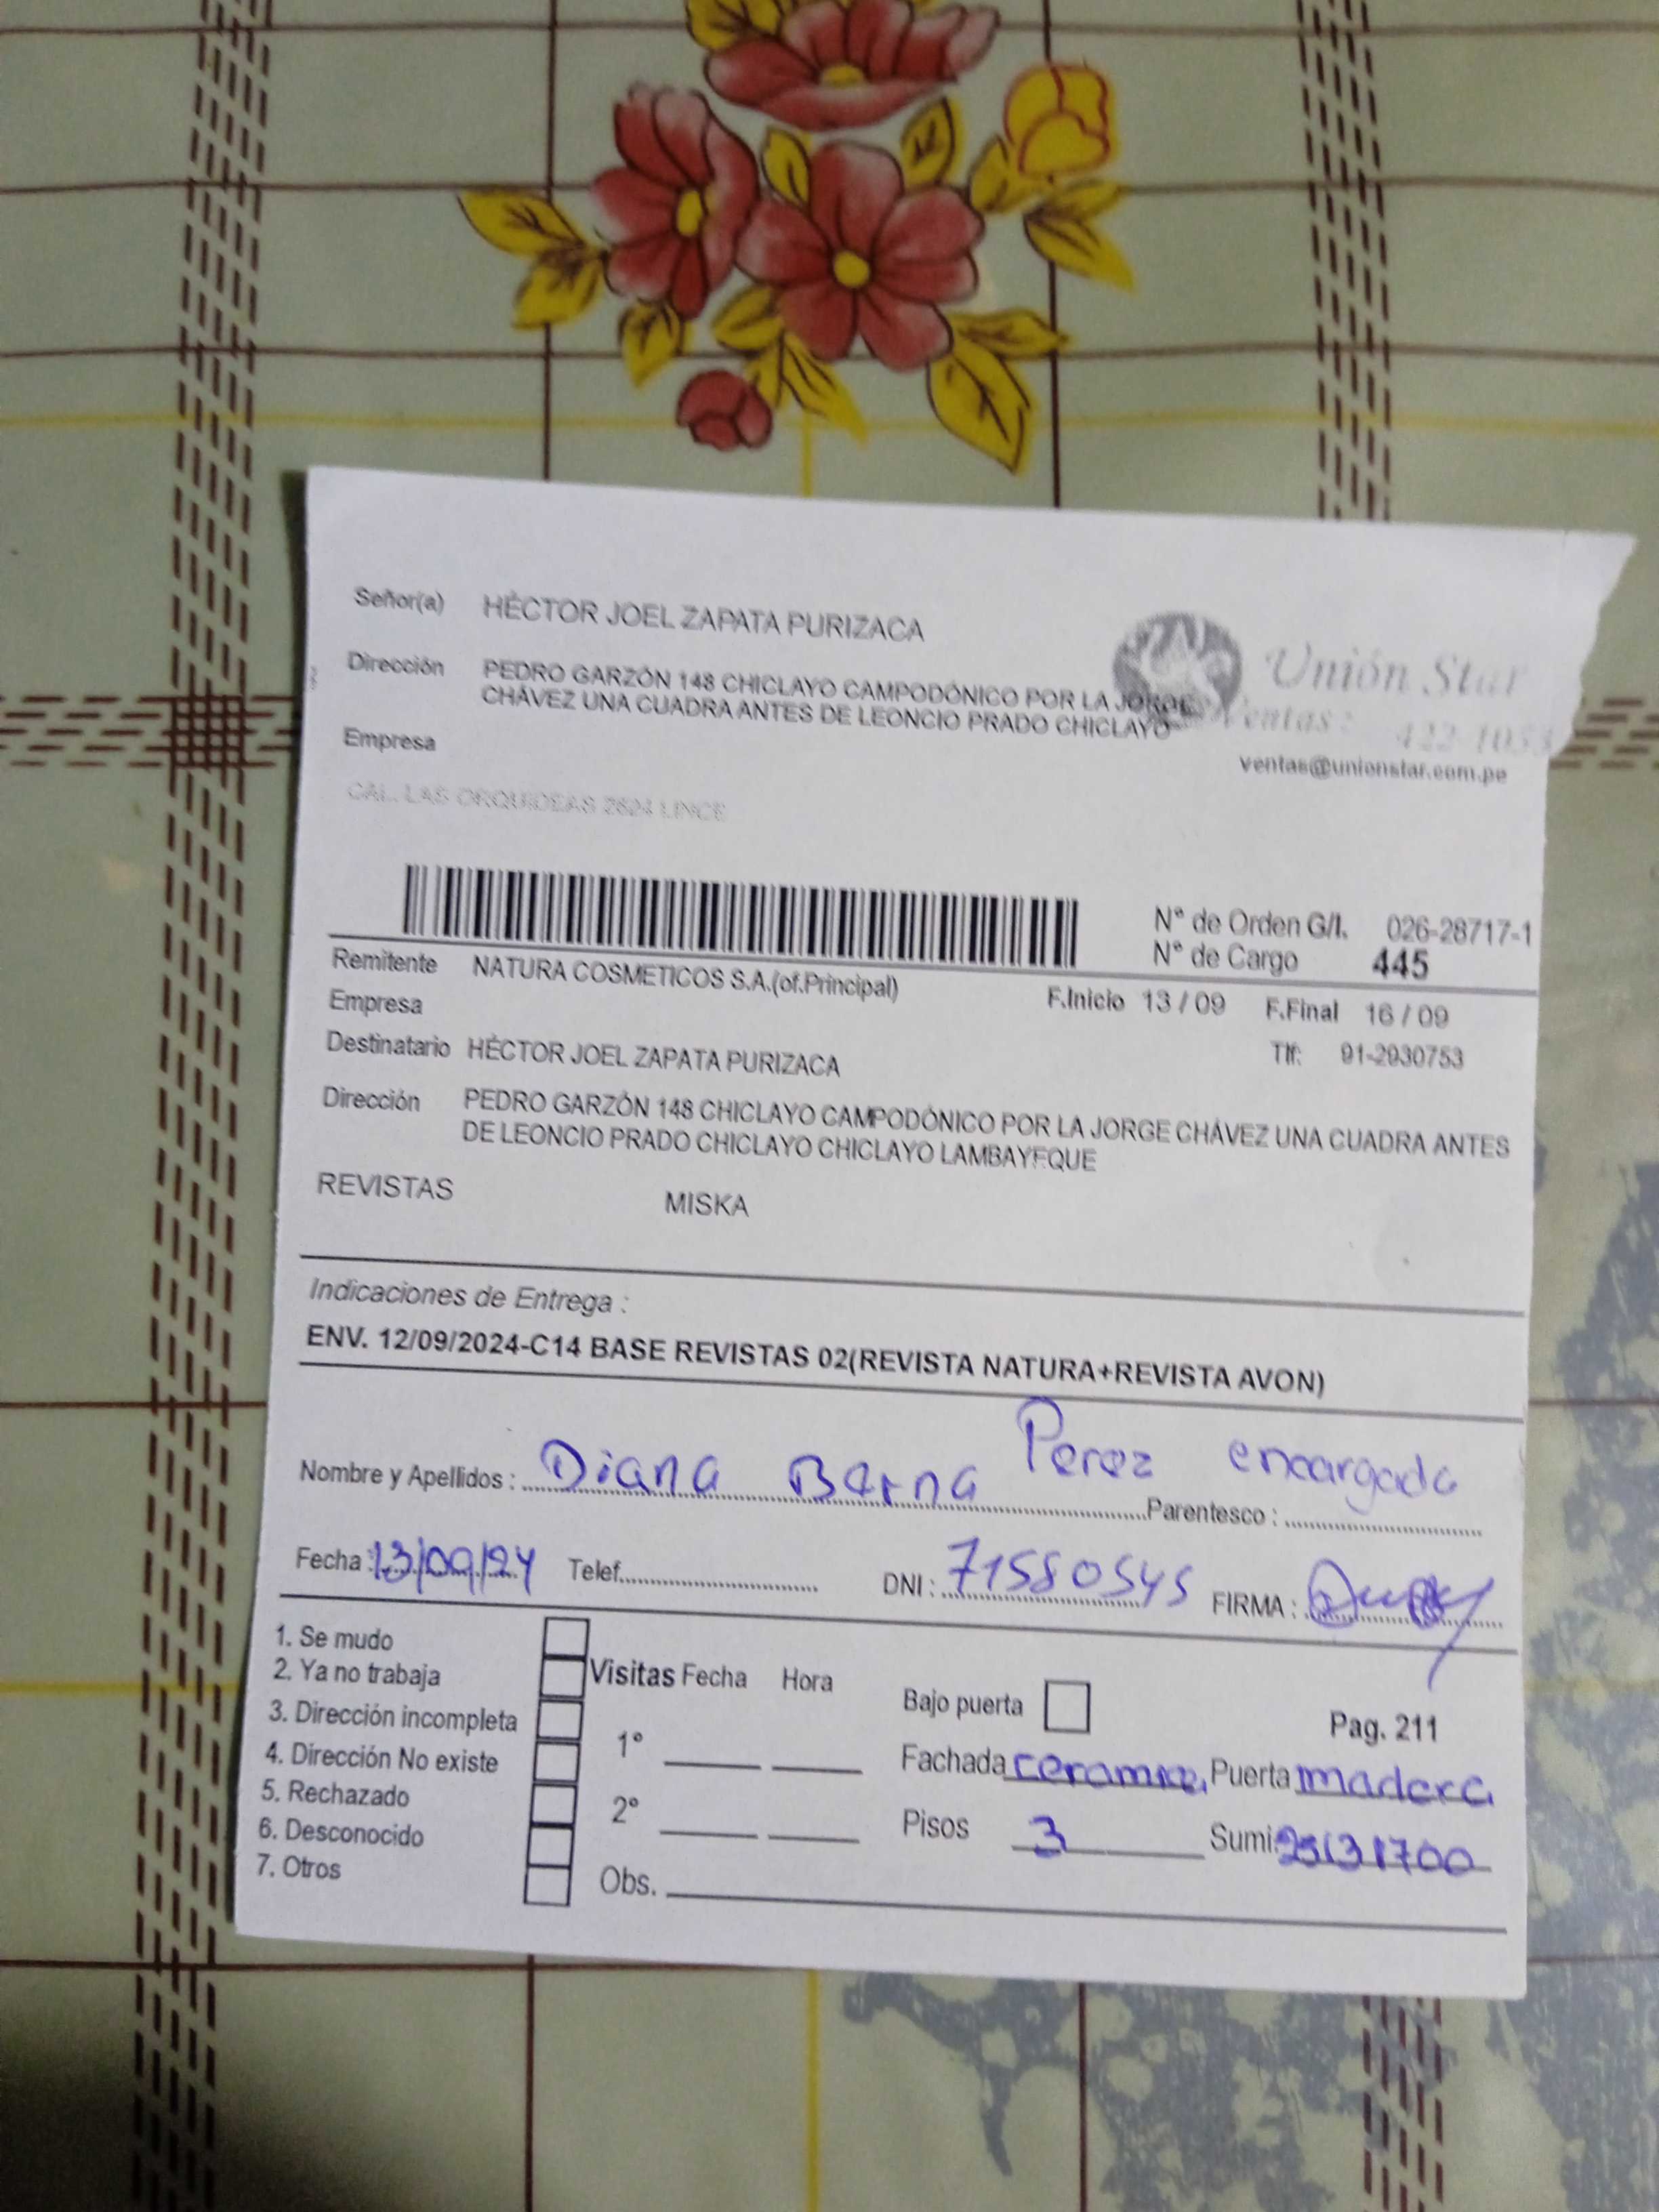 Señor(a) HÉCTOR JOEL ZAPATA PURIZACA
Unión Star
Dirección PEDRO GARZÓN 148 CHICLAYO CAMPODÓNICO POR LA JORGE
CHÁVEZ UNA CUADRA ANTES DE LEONCIO PRADO CHICLAYO
Ventas: 422-1053
Empresa
ventas@unionstar.com.pe
CAL. LAS ORQUIDEAS 2624 LINCE
N° de Orden G/I. 026-28717-1
N° de Cargo 445
Remitente NATURA COSMETICOS S.A.(of.Principal)
F.Inicio 13 / 09 F.Final 16 / 09
Empresa
Destinatario HÉCTOR JOEL ZAPATA PURIZACA
Tlf: 91-2930753
Dirección PEDRO GARZÓN 148 CHICLAYO CAMPODÓNICO POR LA JORGE CHÁVEZ UNA CUADRA ANTES
DE LEONCIO PRADO CHICLAYO CHICLAYO LAMBAYEQUE
REVISTAS MISKA
Indicaciones de Entrega :
ENV. 12/09/2024-C14 BASE REVISTAS 02(REVISTA NATURA+REVISTA AVON)
Nombre y Apellidos : Diana Berna Perez Parentesco : encargada
Fecha : 13/09/24 Telef. DNI : 71580545 FIRMA :
1. Se mudo
2. Ya no trabaja
3. Dirección incompleta
4. Dirección No existe
5. Rechazado
6. Desconocido
7. Otros
Visitas Fecha Hora
1°
2°
Obs.
Bajo puerta
Pag. 211
Fachada ceramica Puerta madera
Pisos 3 Sumi.